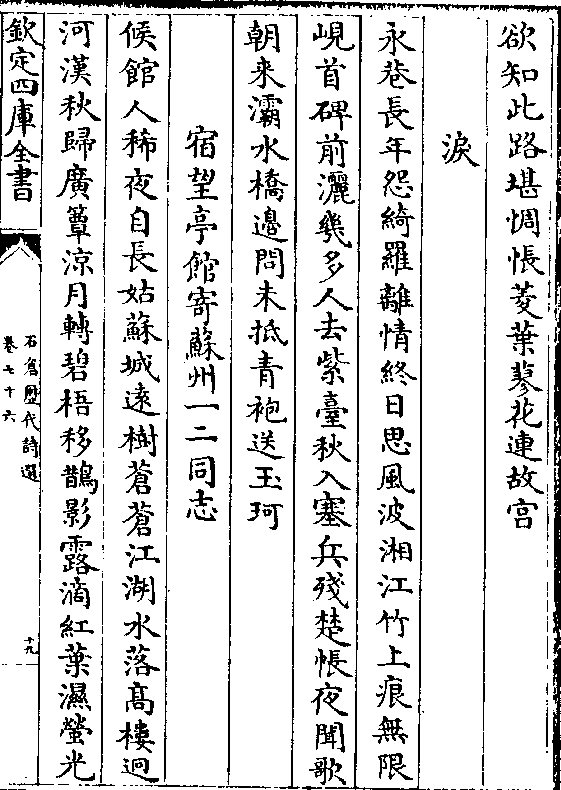 欲知此路堪惆悵菱葉蓼花連故宫
淚
永巷長年怨綺羅離情終日思風波湘江竹上痕無限
峴首碑前灑幾多人去紫臺秋入塞兵殘楚帳夜聞歌
朝来灞水橋邊問未抵青袍送玉珂
宿望亭館寄蘇州一二同志
候館人稀夜自長姑蘇城遠樹蒼蒼江湖水落髙樓迥
河漢秋歸廣簟涼月轉碧梧移鵲影露滴紅葉濕螢光
欽定四庫全書
石倉歴代詩選
卷七十六
十九